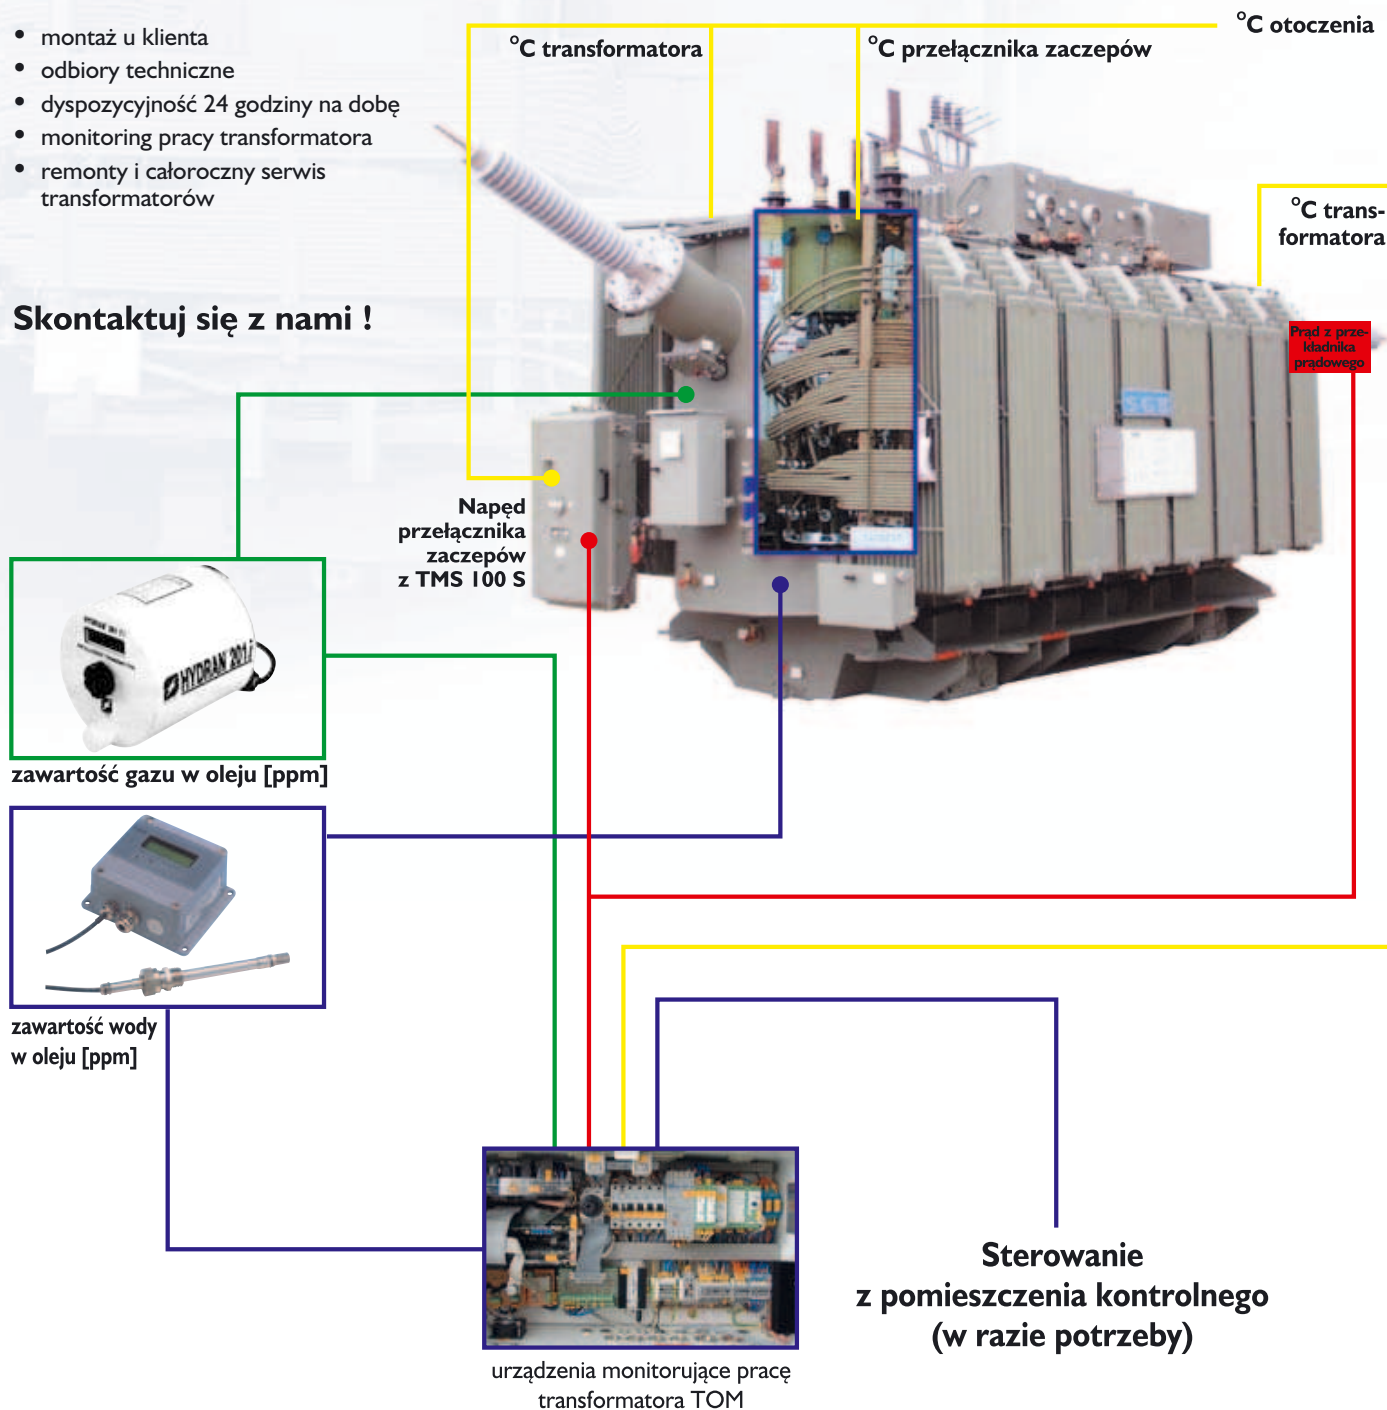 • montaż u klienta
• odbiory techniczne
• dyspozycyjność 24 godziny na dobę
• monitoring pracy transformatora
• remonty i całoroczny serwis
transformatorów
Skontaktuj się z nami !
°C transformatora
°C przełącznika zaczepów
°C otoczenia
°C trans-
formatora
Prąd z prze-
kładnika
prądowego
Napęd
przełącznika
zaczepów
z TMS 100 S
HYDRAN 201i
zawartość gazu w oleju [ppm]
zawartość wody
w oleju [ppm]
Sterowanie
z pomieszczenia kontrolnego
(w razie potrzeby)
urządzenia monitorujące pracę
transformatora TOM